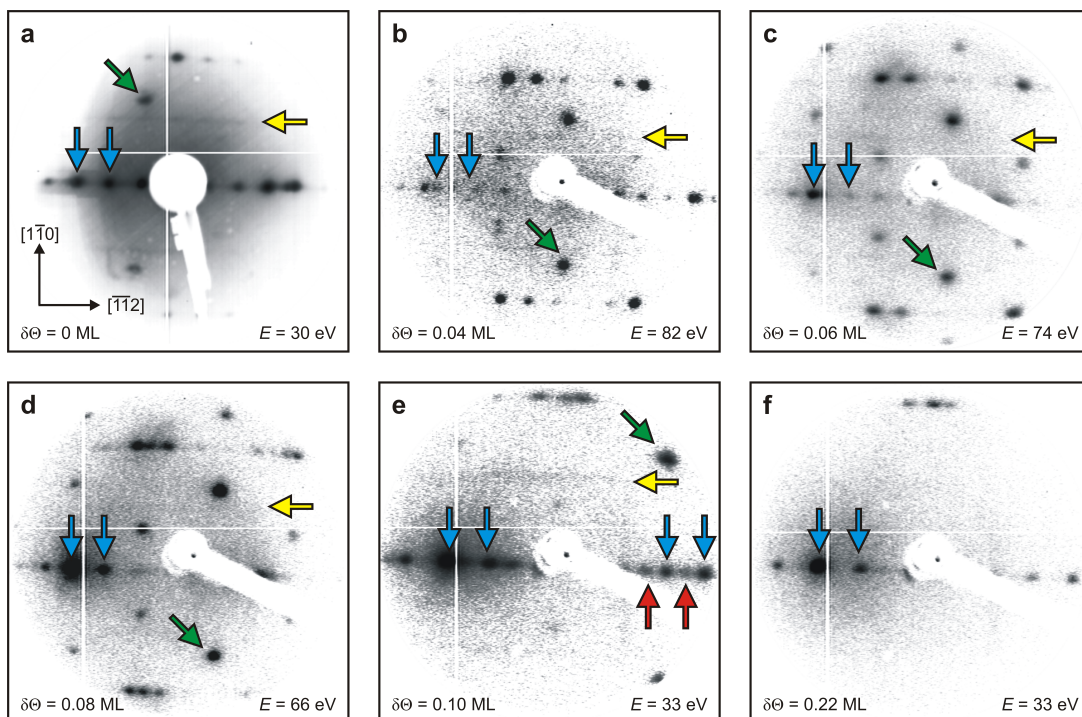 a
[11̅0]
[1̅1̅2]
δΘ = 0 ML E = 30 eV
b
δΘ = 0.04 ML E = 82 eV
c
δΘ = 0.06 ML E = 74 eV
d
δΘ = 0.08 ML E = 66 eV
e
δΘ = 0.10 ML E = 33 eV
f
δΘ = 0.22 ML E = 33 eV